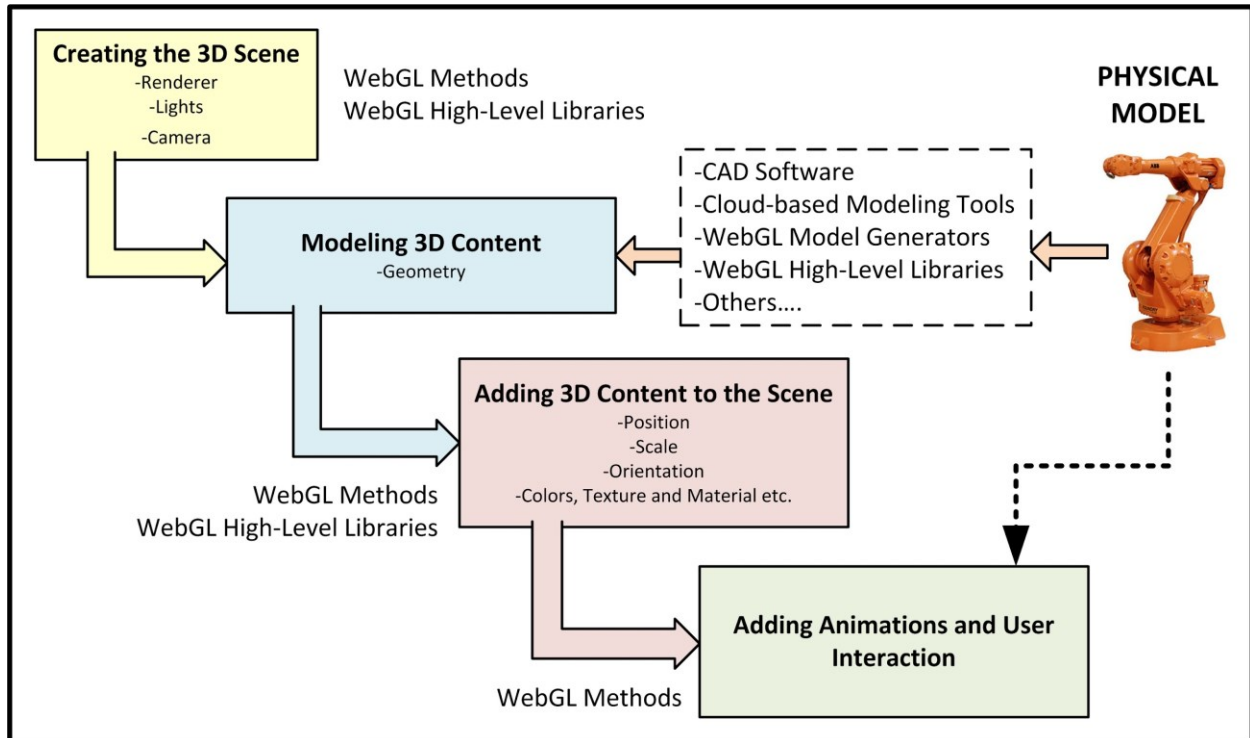 Creating the 3D Scene
-Renderer
-Lights
-Camera
WebGL Methods
WebGL High-Level Libraries
PHYSICAL
MODEL
ABB
-CAD Software
-Cloud-based Modeling Tools
-WebGL Model Generators
-WebGL High-Level Libraries
-Others....
Modeling 3D Content
-Geometry
Adding 3D Content to the Scene
-Position
-Scale
-Orientation
-Colors, Texture and Material etc.
WebGL Methods
WebGL High-Level Libraries
Adding Animations and User
Interaction
WebGL Methods